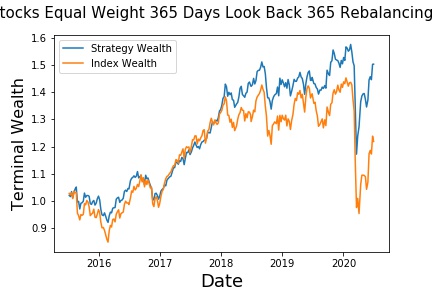 tocks Equal Weight 365 Days Look Back 365 Rebalancing
Strategy Wealth
Index Wealth
Terminal Wealth
1.6
1.5
1.4
1.3
1.2
1.1
1.0
0.9
2016 2017 2018 2019 2020
Date